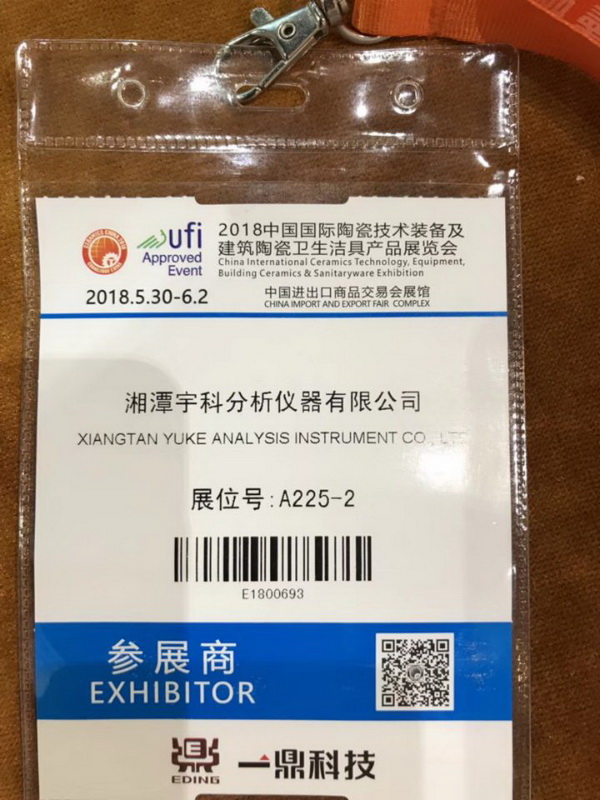 CERAMICS CHINA
ufi
Approved
Event
2018中国国际陶瓷技术装备及
建筑陶瓷卫生洁具产品展览会
China International Ceramics Technology, Equipment,
Building Ceramics & Sanitaryware Exhibition
2018.5.30-6.2
中国进出口商品交易会展馆
CHINA IMPORT AND EXPORT FAIR COMPLEX
湘潭宇科分析仪器有限公司
XIANGTAN YUKE ANALYSIS INSTRUMENT CO., LTD
展位号:A225-2
E1800693
参展商
EXHIBITOR
EDING
一鼎科技